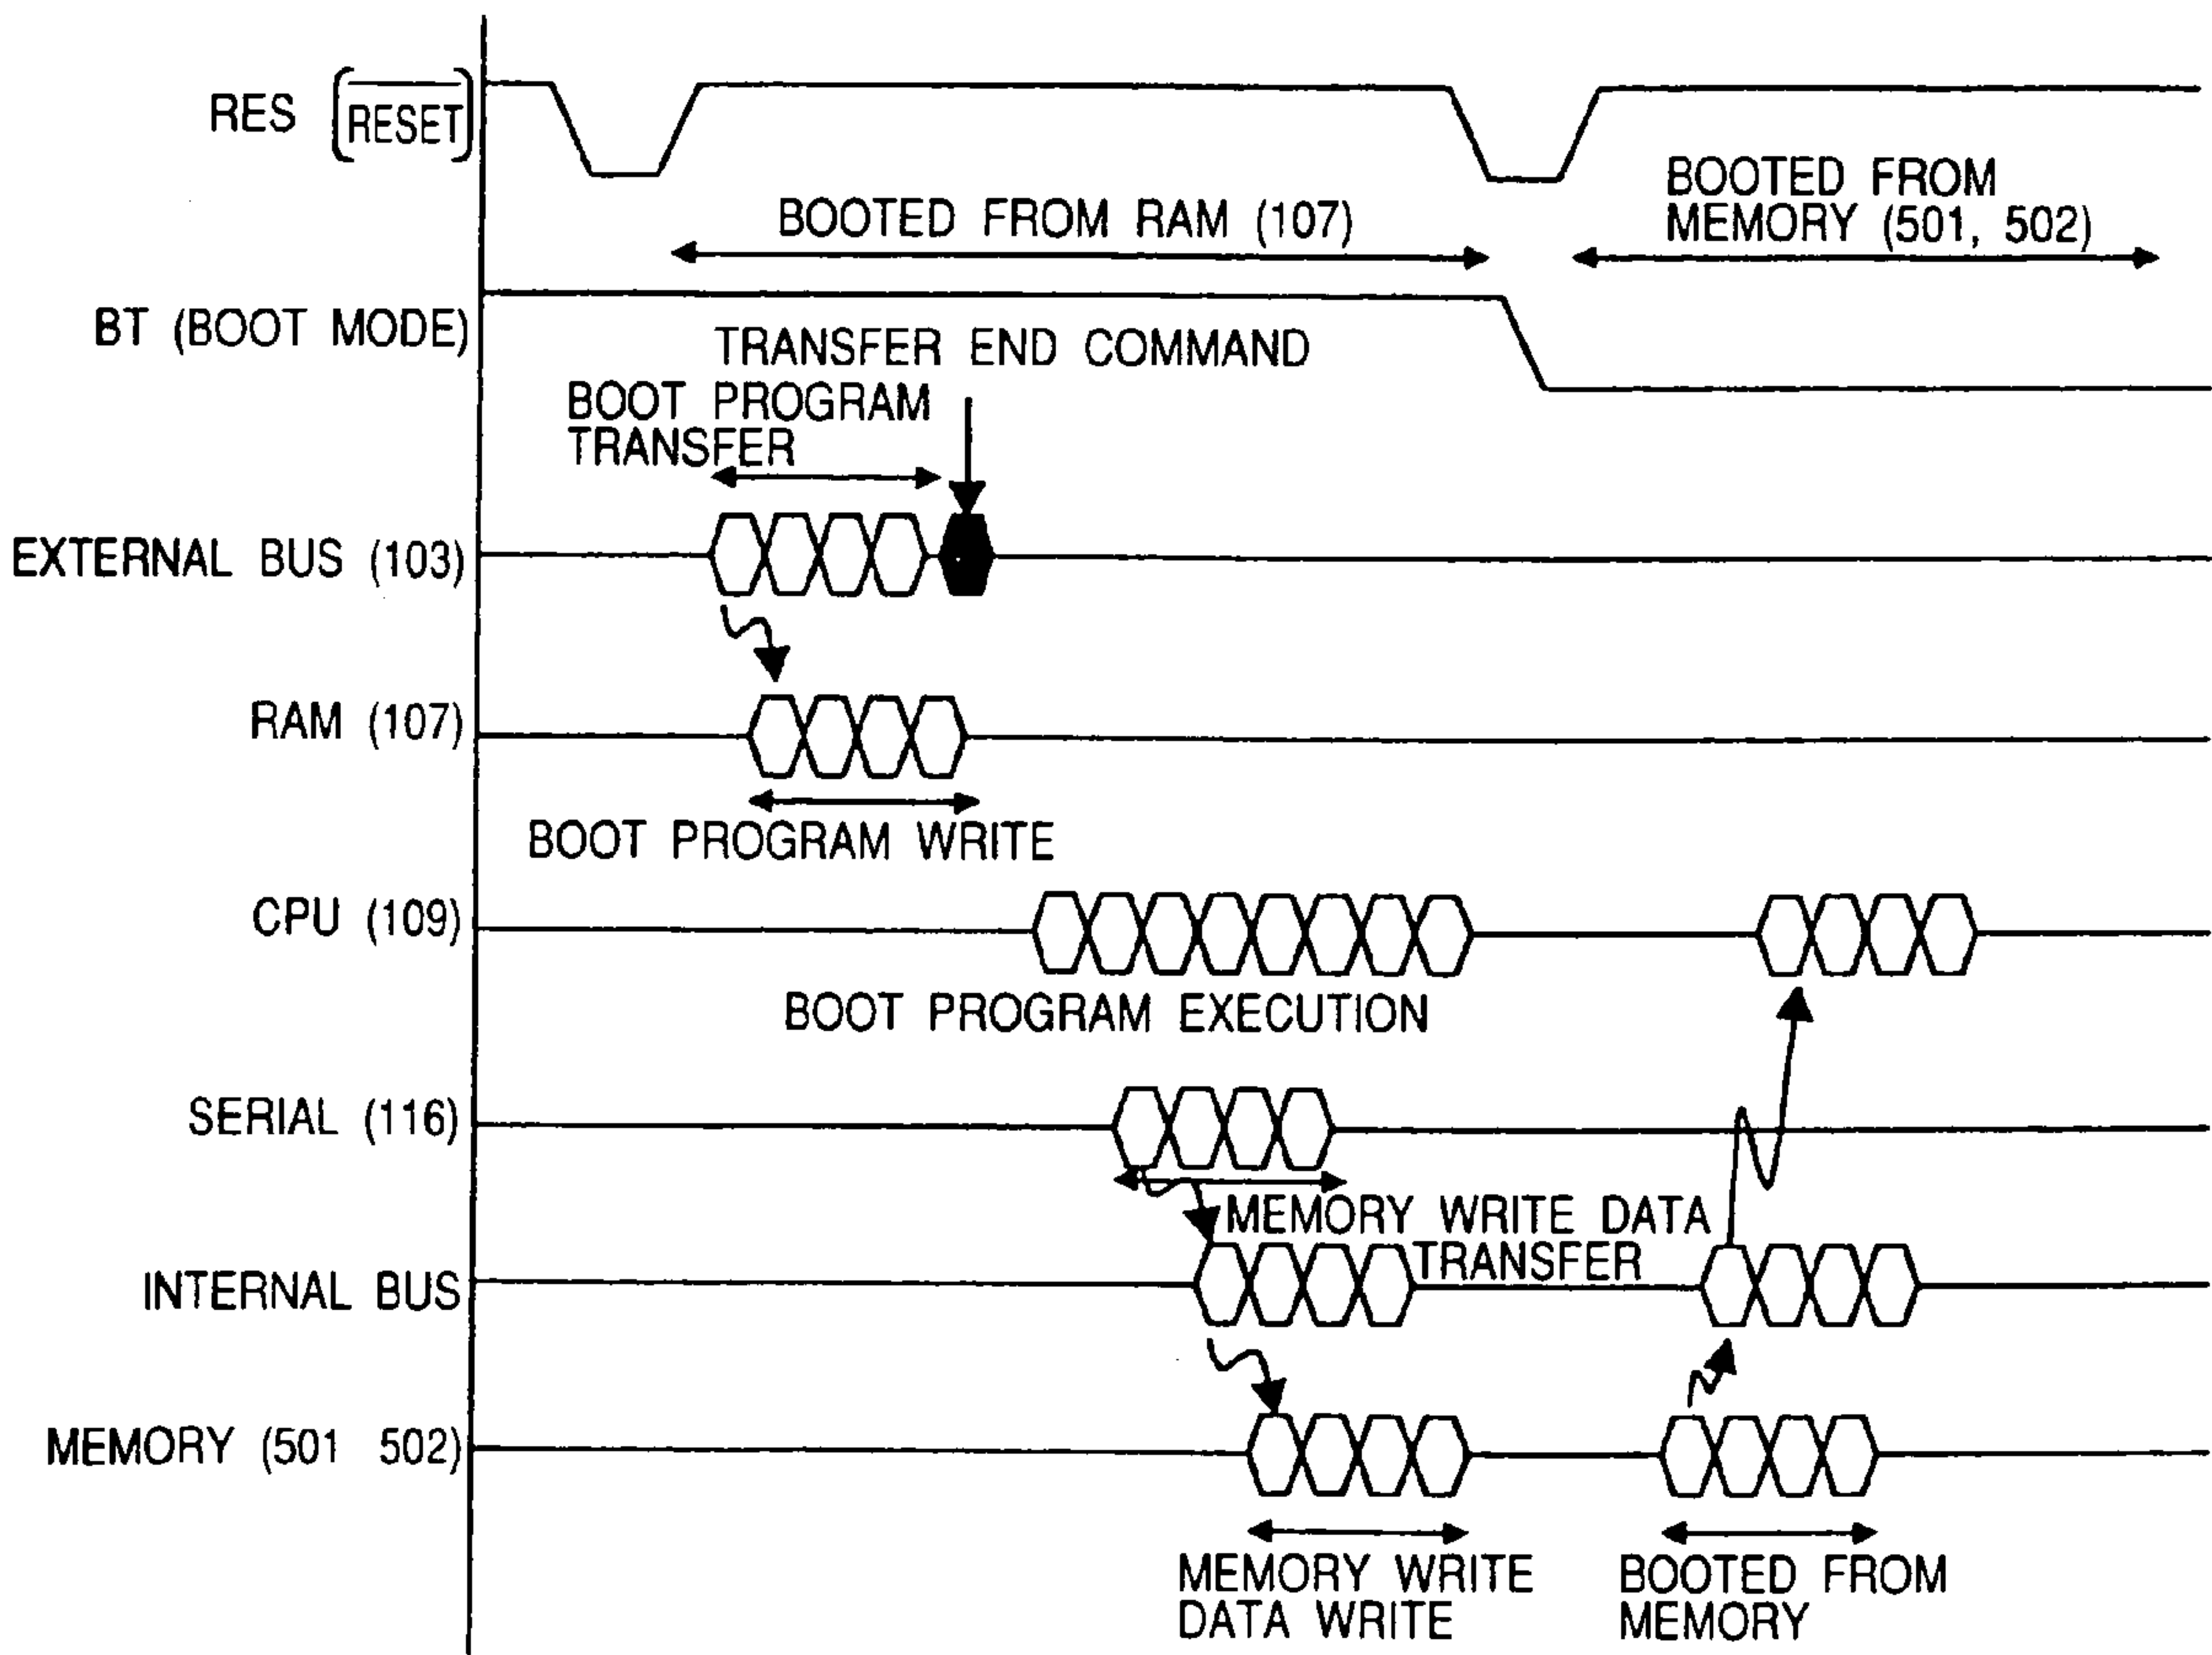 RES (RESET)
BOOTED FROM RAM (107)
BOOTED FROM
MEMORY (501, 502)
BT (BOOT MODE)
TRANSFER END COMMAND
BOOT PROGRAM
TRANSFER
EXTERNAL BUS (103)
RAM (107)
BOOT PROGRAM WRITE
CPU (109)
BOOT PROGRAM EXECUTION
SERIAL (116)
MEMORY WRITE DATA
TRANSFER
INTERNAL BUS
MEMORY (501 502)
MEMORY WRITE
DATA WRITE
BOOTED FROM
MEMORY